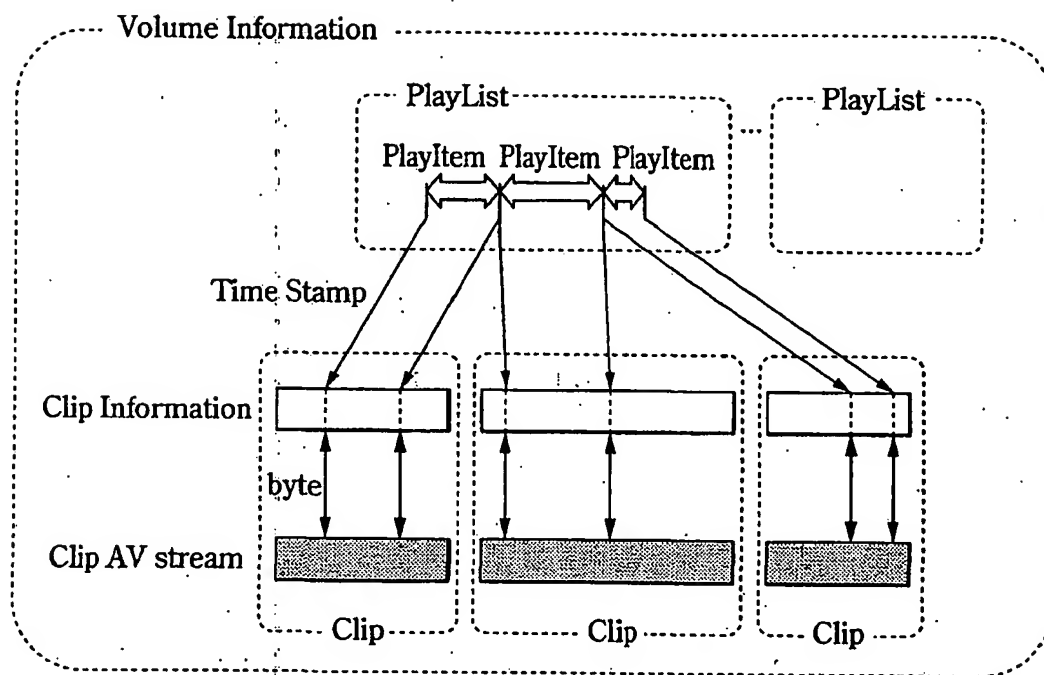 Volume Information
PlayList
PlayList
...
PlayItem PlayItem PlayItem
Time Stamp
Clip Information
byte
Clip AV stream
Clip
Clip
Clip